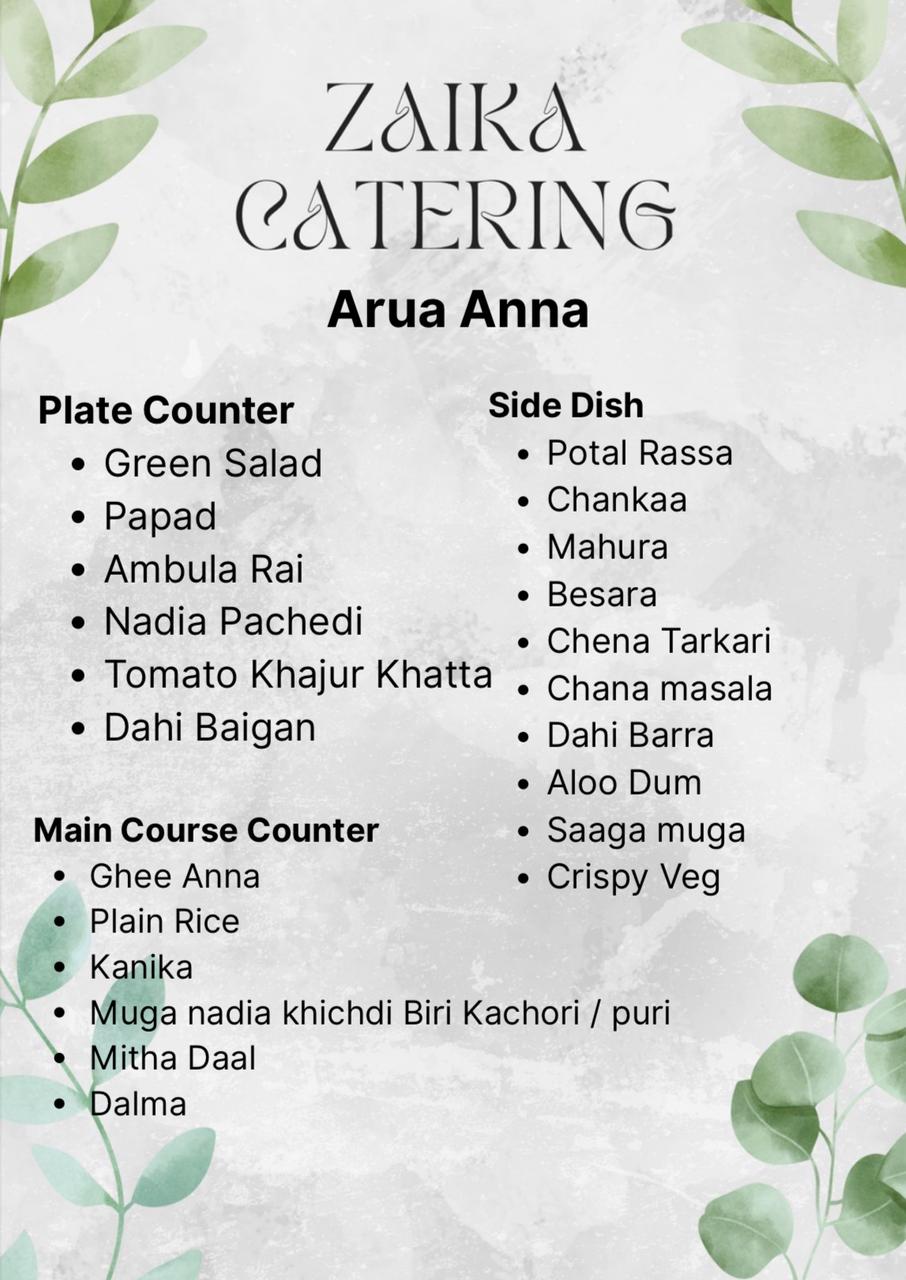 ZAIKA
CATERING
Arua Anna
Plate Counter
• Green Salad
• Papad
• Ambula Rai
• Nadia Pachedi
• Tomato Khajur Khatta
• Dahi Baigan
Side Dish
• Potal Rassa
• Chankaa
• Mahura
• Besara
• Chena Tarkari
• Chana masala
• Dahi Barra
• Aloo Dum
• Saaga muga
• Crispy Veg
Main Course Counter
• Ghee Anna
• Plain Rice
• Kanika
• Muga nadia khichdi Biri Kachori / puri
• Mitha Daal
• Dalma